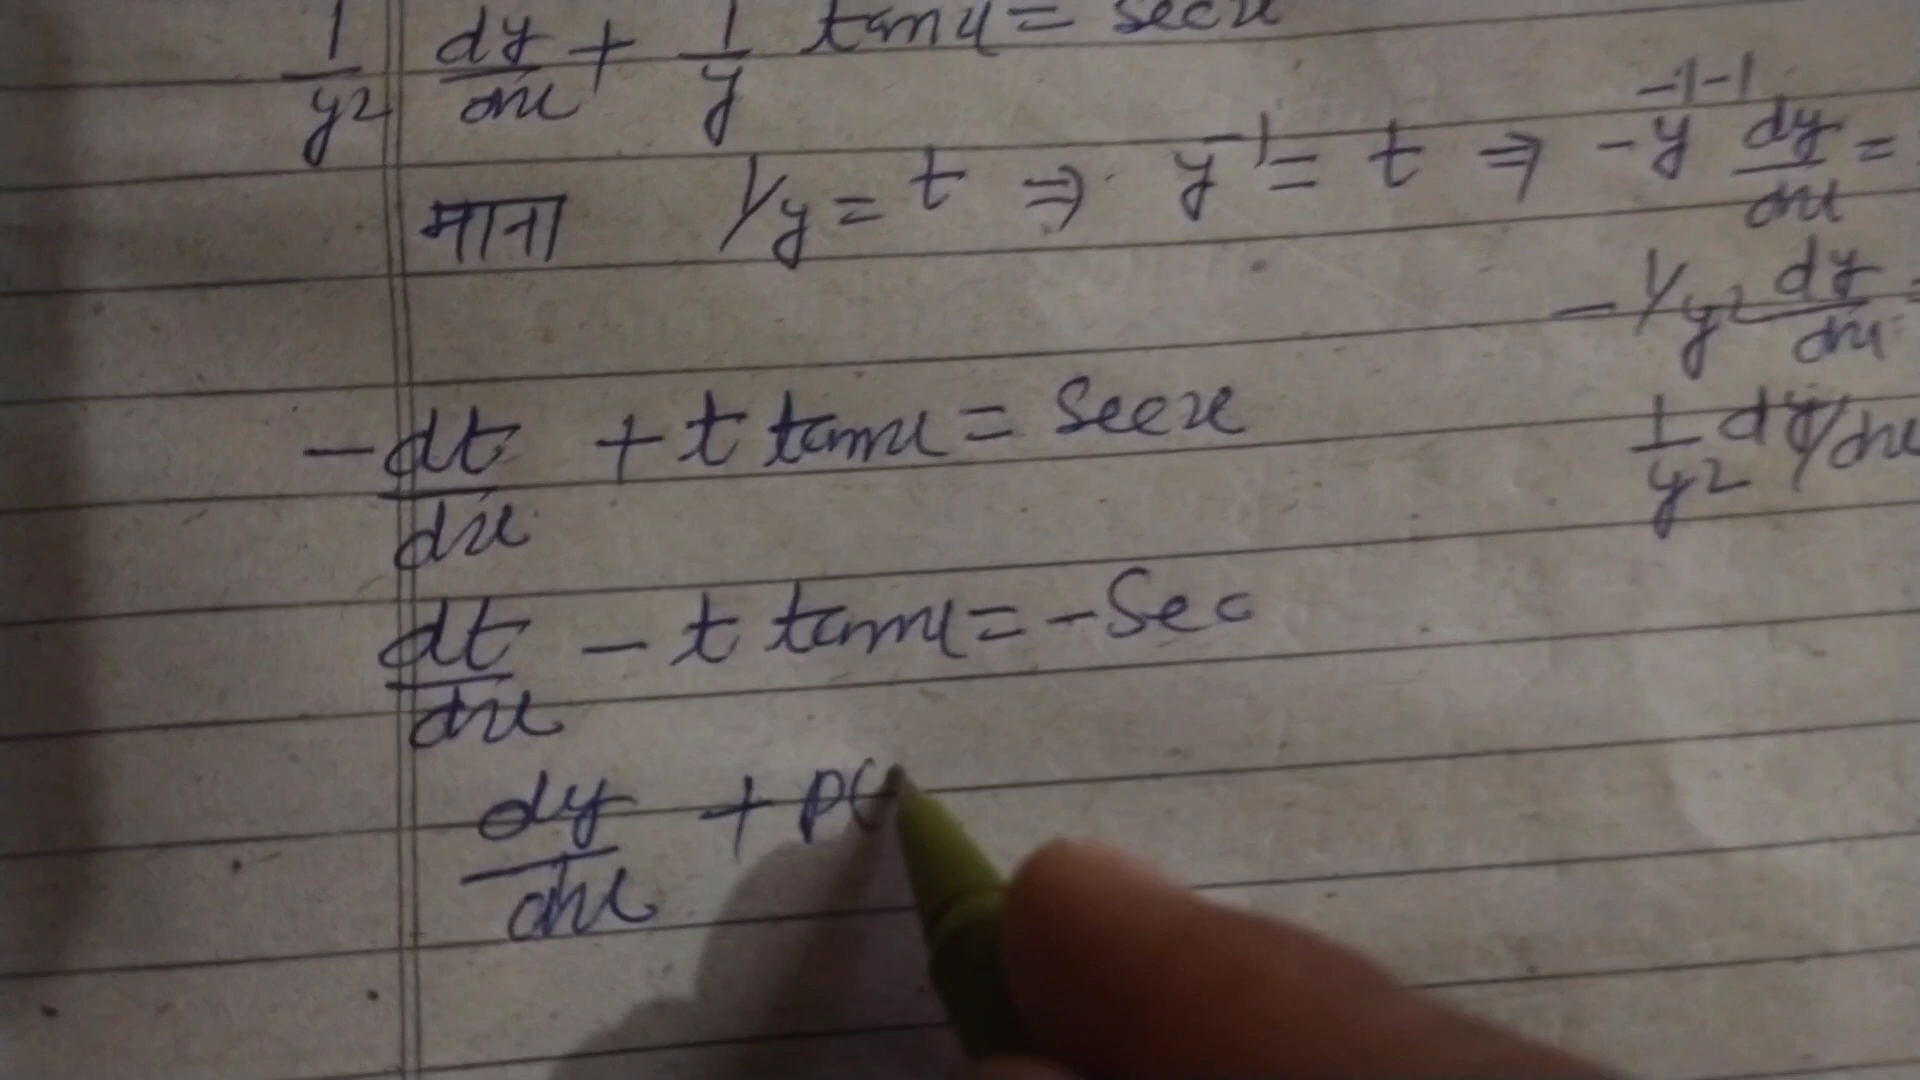 1/y² dy/dx + 1/y tanx = secx
माना 1/y = t ⇒ y⁻¹ = t ⇒ -y⁻¹⁻¹ dy/dx =
- 1/y² dy/dx =
- dt/dx + t tanx = secx
1/y² dy/dx
dt/dx - t tanx = - Sec
dy/dx + P(